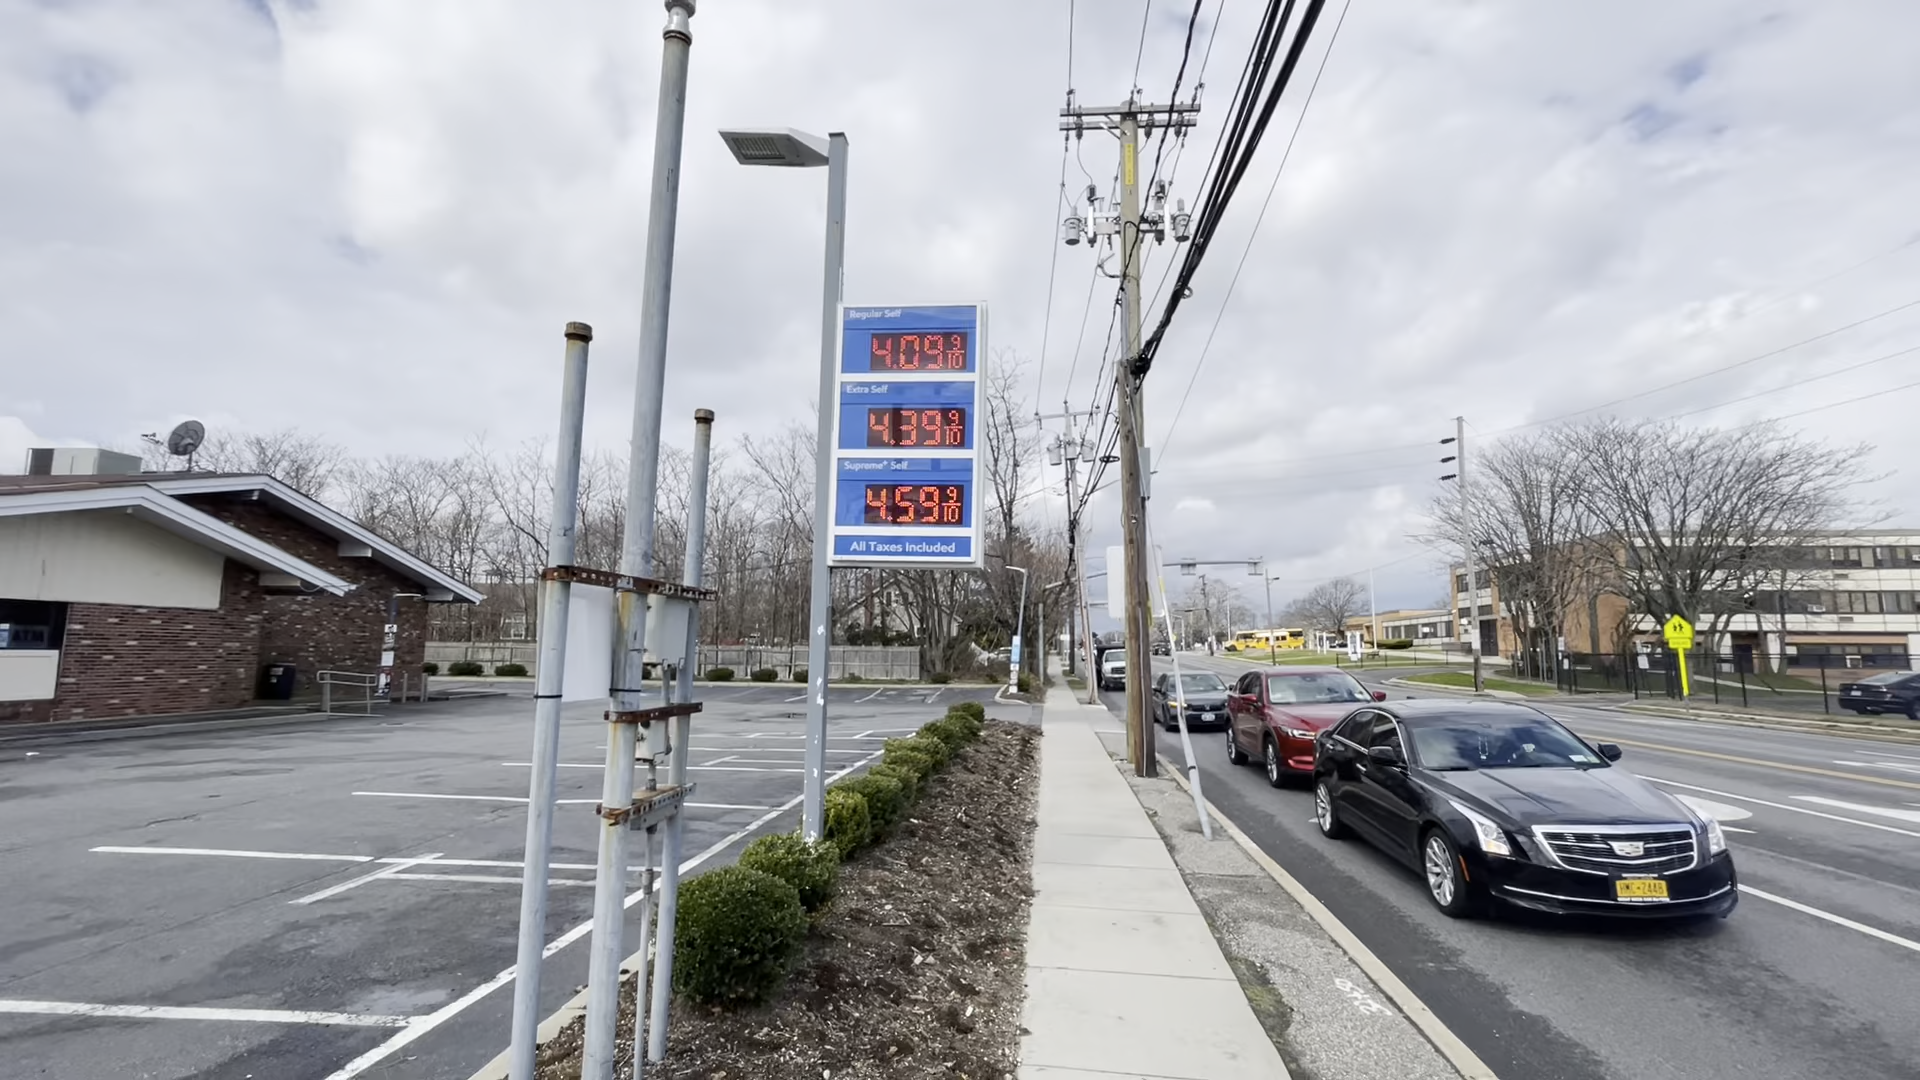 Regular Self
4.09 9/10
Extra Self
4.39 9/10
Supreme+ Self
4.59 9/10
All Taxes Included
ATM